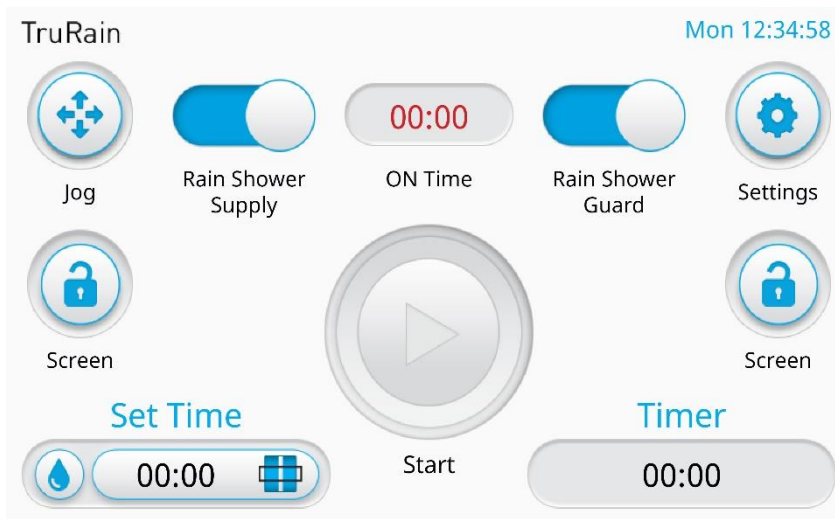 TruRain
Mon 12:34:58
00:00
Jog
Rain Shower
Supply
ON Time
Rain Shower
Guard
Settings
Screen
Screen
Set Time
Timer
00:00
Start
00:00